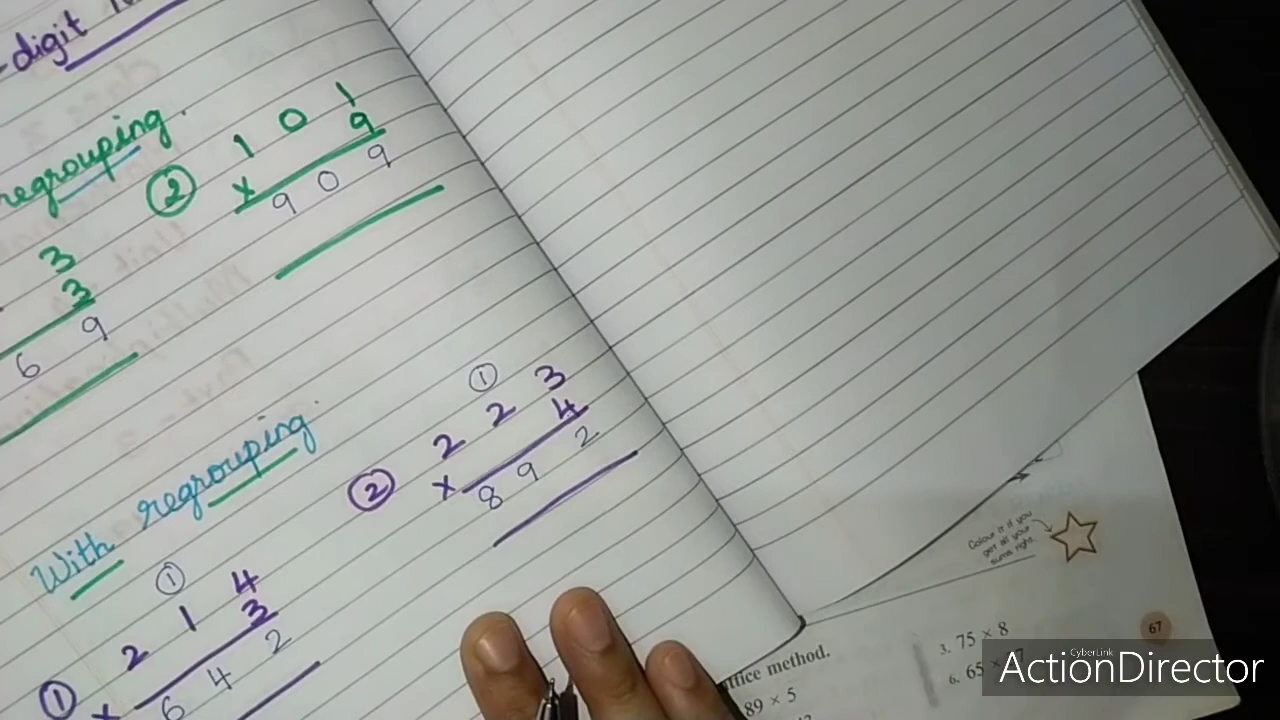 -digit
regrouping.
② 1 0 1
× 9
9 0 9
3
3
6 9
With regrouping.
①
② 2 2 3
× 4
8 9 2
①
① 2 1 4
× 3
6 4 2
Colour it if you
get all your
sums right.
67
method.
3. 75 × 8
89 × 5
6. 65
CyberLink
ActionDirector